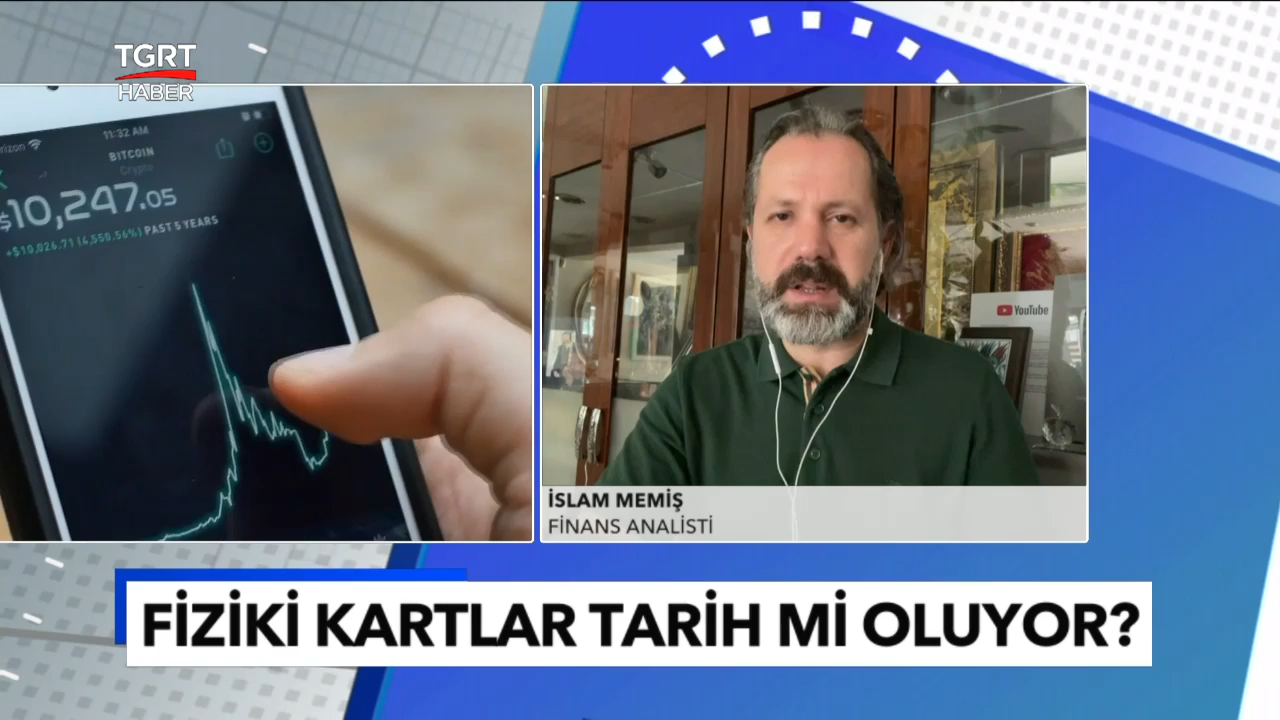 TGRT
HABER
rizon
11:32 AM
BITCOIN
Crypto
$10,247.05
+$10,026.71 (4,550.56%) PAST 5 YEARS
YouTube
İSLAM MEMİŞ
FİNANS ANALİSTİ
FİZİKİ KARTLAR TARİH Mİ OLUYOR?